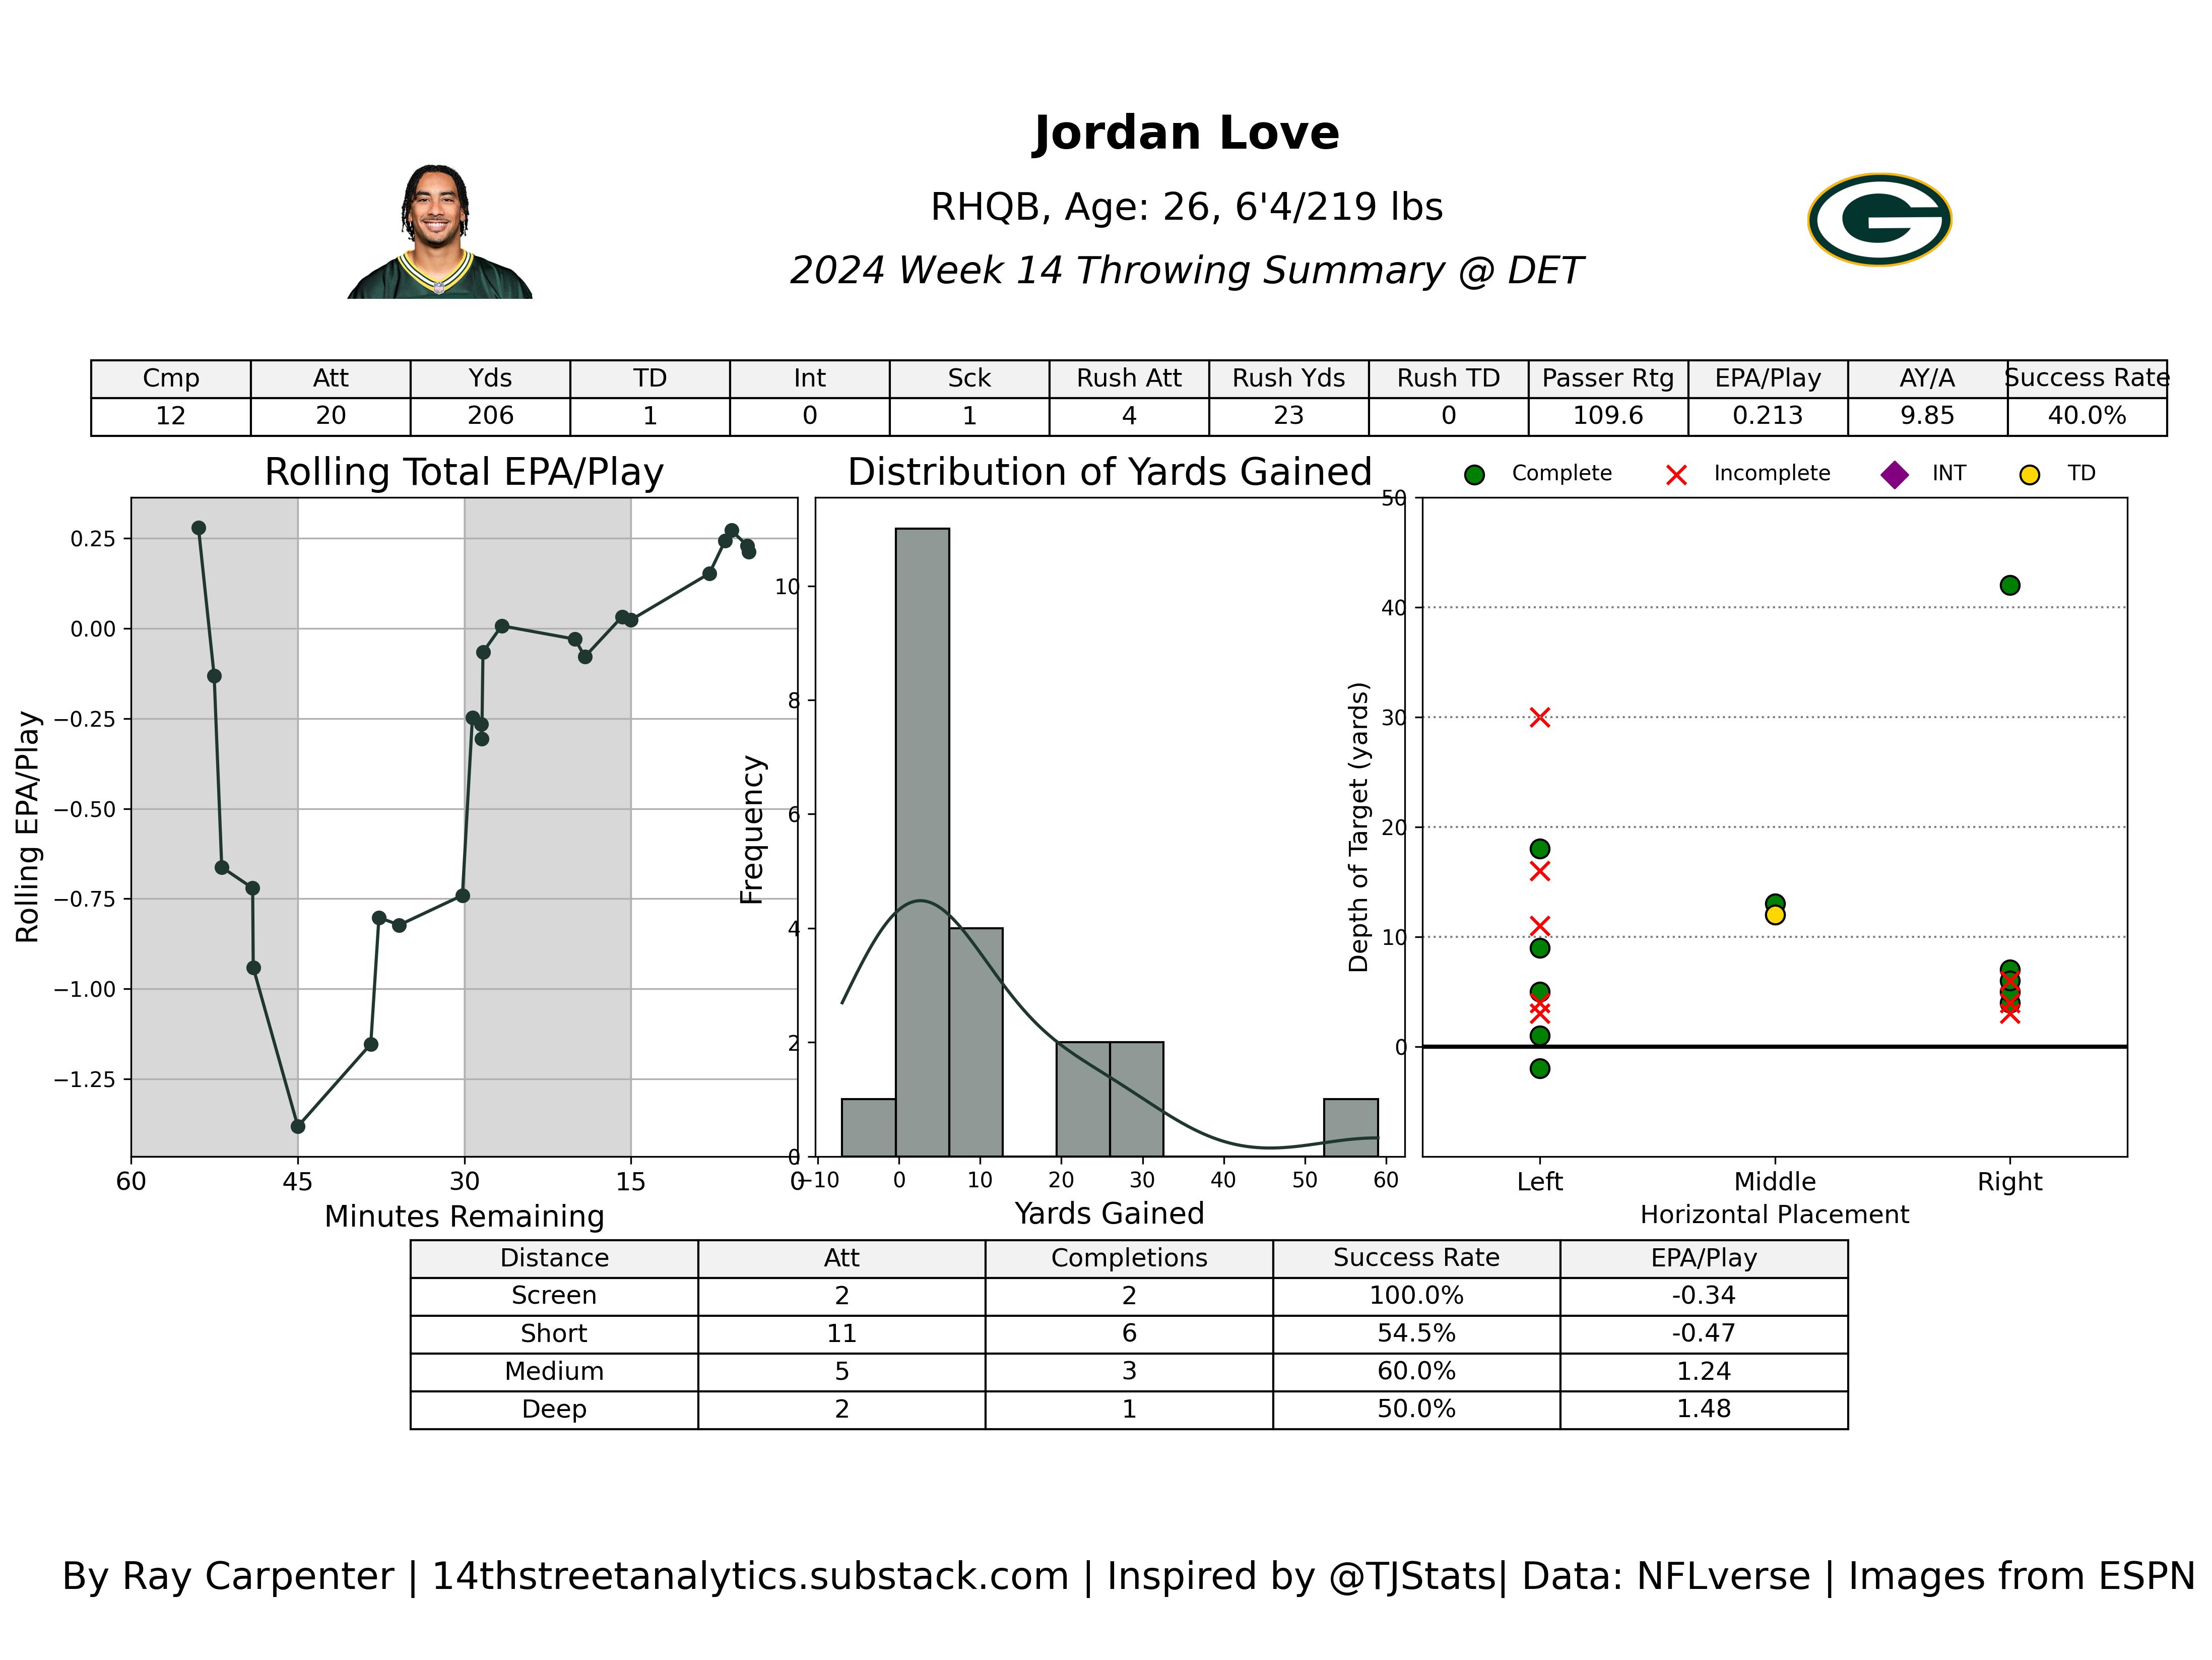 Jordan Love
RHQB, Age: 26, 6'4/219 lbs
2024 Week 14 Throwing Summary @ DET
Cmp Att Yds TD Int Sck Rush Att Rush Yds Rush TD Passer Rtg EPA/Play AY/A Success Rate
12 20 206 1 0 1 4 23 0 109.6 0.213 9.85 40.0%
Rolling Total EPA/Play
Rolling EPA/Play
0.25
0.00
−0.25
−0.50
−0.75
−1.00
−1.25
60 45 30 15 0
Minutes Remaining
Distribution of Yards Gained
Frequency
10
8
6
4
2
0
−10 0 10 20 30 40 50 60
Yards Gained
Complete Incomplete INT TD
Depth of Target (yards)
50
40
30
20
10
0
Left Middle Right
Horizontal Placement
Distance Att Completions Success Rate EPA/Play
Screen 2 2 100.0% -0.34
Short 11 6 54.5% -0.47
Medium 5 3 60.0% 1.24
Deep 2 1 50.0% 1.48
By Ray Carpenter | 14thstreetanalytics.substack.com | Inspired by @TJStats| Data: NFLverse | Images from ESPN